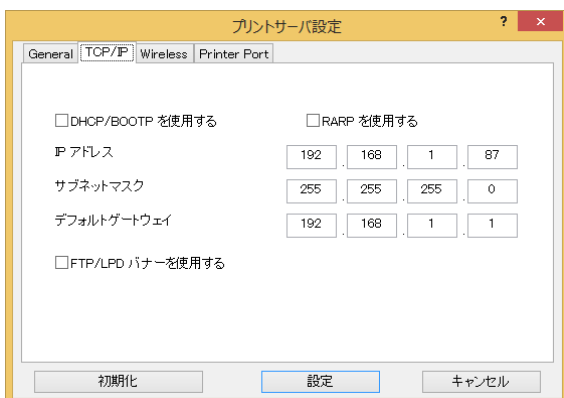 プリントサーバ設定 ? ×
General TCP/IP Wireless Printer Port
DHCP/BOOTP を使用する RARP を使用する
IP アドレス 192 . 168 . 1 . 87
サブネットマスク 255 . 255 . 255 . 0
デフォルトゲートウェイ 192 . 168 . 1 . 1
FTP/LPD バナーを使用する
初期化 設定 キャンセル